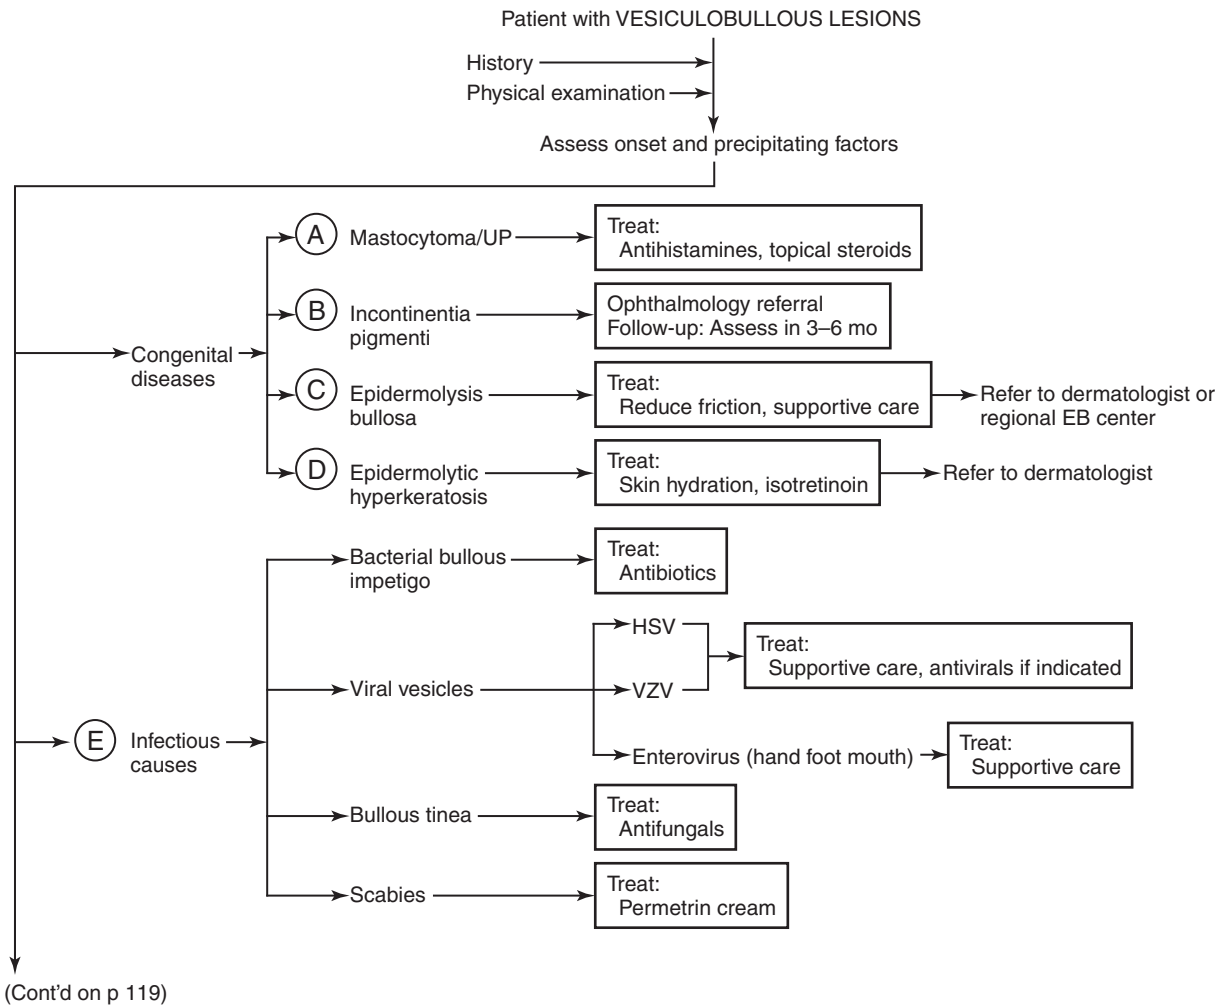 Patient with VESICULOBULLOUS LESIONS
History
Physical examination
Assess onset and precipitating factors
A
Mastocytoma/UP
Treat:
Antihistamines, topical steroids
B
Incontinentia
pigmenti
Ophthalmology referral
Follow-up: Assess in 3–6 mo
Congenital
diseases
C
Epidermolysis
bullosa
Treat:
Reduce friction, supportive care
Refer to dermatologist or
regional EB center
D
Epidermolytic
hyperkeratosis
Treat:
Skin hydration, isotretinoin
Refer to dermatologist
Bacterial bullous
impetigo
Treat:
Antibiotics
Viral vesicles
HSV
VZV
Treat:
Supportive care, antivirals if indicated
E
Infectious
causes
Enterovirus (hand foot mouth)
Treat:
Supportive care
Bullous tinea
Treat:
Antifungals
Scabies
Treat:
Permetrin cream
(Cont'd on p 119)